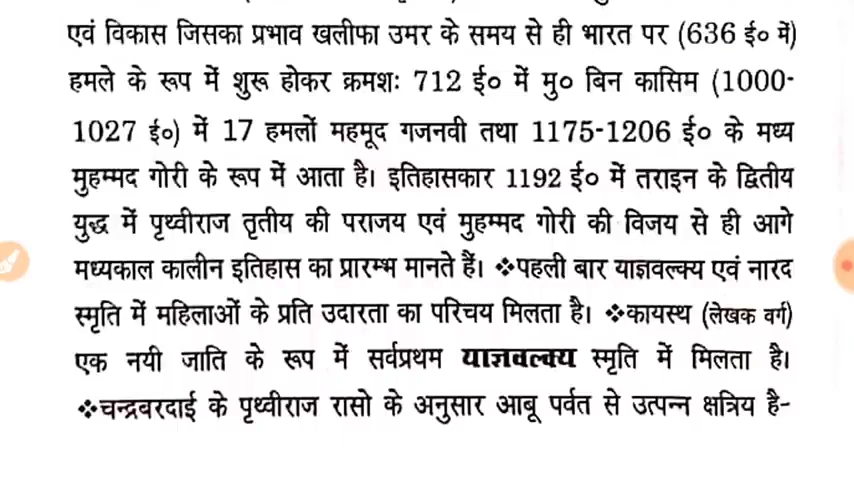 एवं विकास जिसका प्रभाव खलीफा उमर के समय से ही भारत पर (636 ई० में)
हमले के रूप में शुरू होकर क्रमशः 712 ई० में मु० बिन कासिम (1000-
1027 ई०) में 17 हमलों महमूद गजनवी तथा 1175-1206 ई० के मध्य
मुहम्मद गोरी के रूप में आता है। इतिहासकार 1192 ई० में तराइन के द्वितीय
युद्ध में पृथ्वीराज तृतीय की पराजय एवं मुहम्मद गोरी की विजय से ही आगे
मध्यकाल कालीन इतिहास का प्रारम्भ मानते हैं। ❖पहली बार याज्ञवल्क्य एवं नारद
स्मृति में महिलाओं के प्रति उदारता का परिचय मिलता है। ❖कायस्थ (लेखक वर्ग)
एक नयी जाति के रूप में सर्वप्रथम याज्ञवल्क्य स्मृति में मिलता है।
❖चन्द्रबरदाई के पृथ्वीराज रासो के अनुसार आबू पर्वत से उत्पन्न क्षत्रिय है-